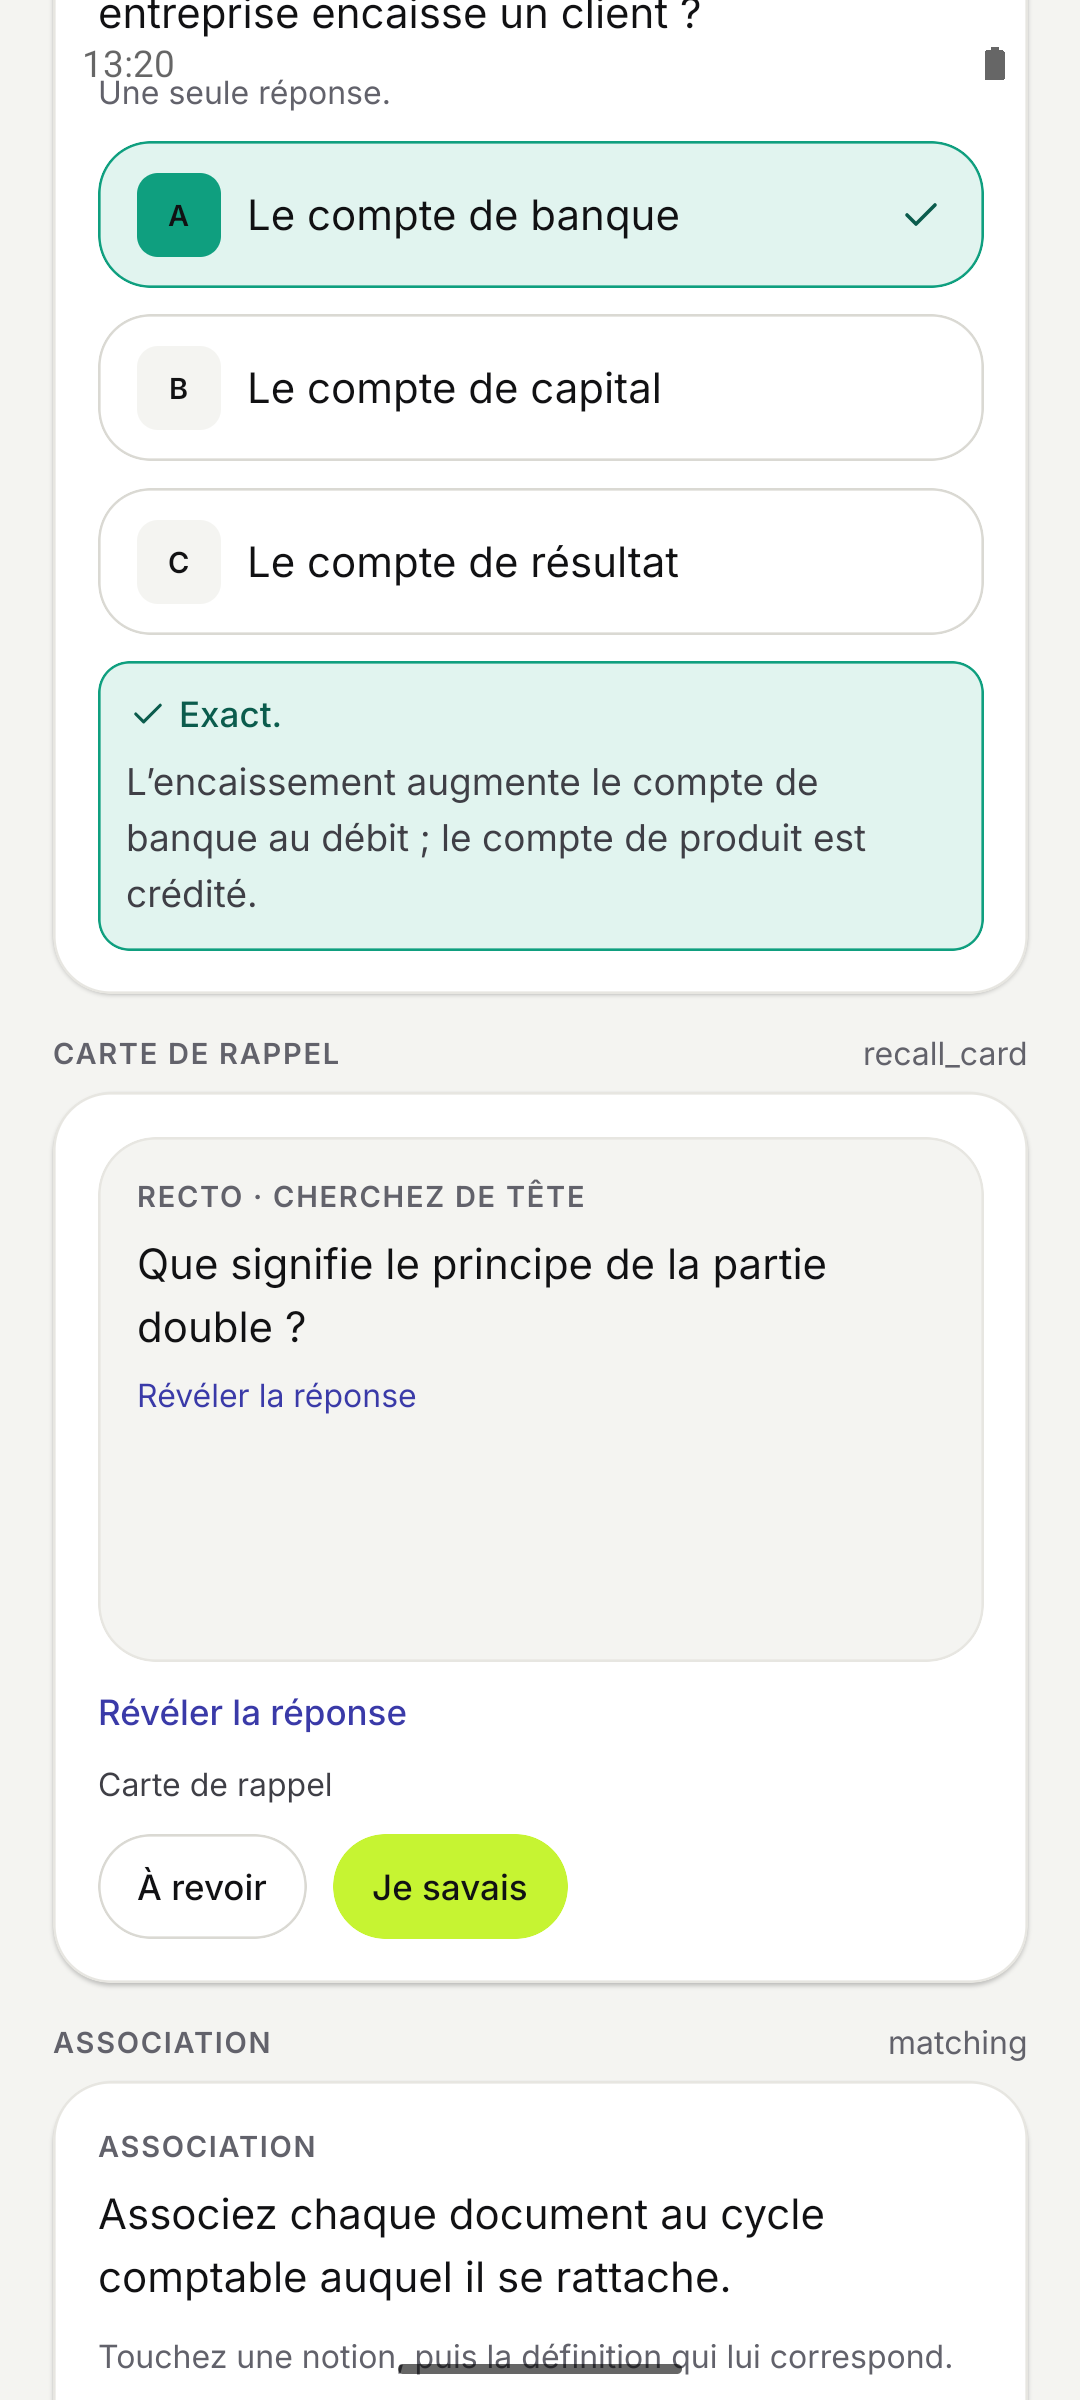 entreprise encaisse un client ?
13:20
Une seule réponse.
A Le compte de banque
B Le compte de capital
C Le compte de résultat
Exact.
L’encaissement augmente le compte de
banque au débit ; le compte de produit est
crédité.
CARTE DE RAPPEL recall_card
RECTO · CHERCHEZ DE TÊTE
Que signifie le principe de la partie
double ?
Révéler la réponse
Révéler la réponse
Carte de rappel
À revoir Je savais
ASSOCIATION matching
ASSOCIATION
Associez chaque document au cycle
comptable auquel il se rattache.
Touchez une notion, puis la définition qui lui correspond.